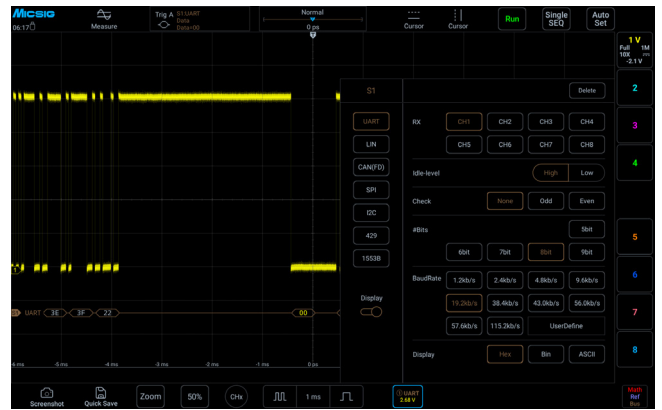 Micsig
06:17
Measure
Trig A S1:UART
Data
Data=00
Normal
0 ps
Cursor
Cursor
Run
Single
SEQ
Auto
Set
1 V
Full 1M
10X
-2.1 V
2
3
4
5
6
7
8
S1
Delete
UART
LIN
CAN(FD)
SPI
I2C
429
1553B
Display
RX
CH1 CH2 CH3 CH4
CH5 CH6 CH7 CH8
Idle-level High Low
Check None Odd Even
#Bits 5bit
6bit 7bit 8bit 9bit
BaudRate 1.2kb/s 2.4kb/s 4.8kb/s 9.6kb/s
19.2kb/s 38.4kb/s 43.0kb/s 56.0kb/s
57.6kb/s 115.2kb/s UserDefine
Display Hex Bin ASCII
1
UART 3E 3F 22 00
-6 ms -5 ms -4 ms -3 ms -2 ms -1 ms 0 ps
Screenshot
Quick Save
Zoom
50%
CHx
1 ms
1 UART
2.68 V
Math
Ref
Bus